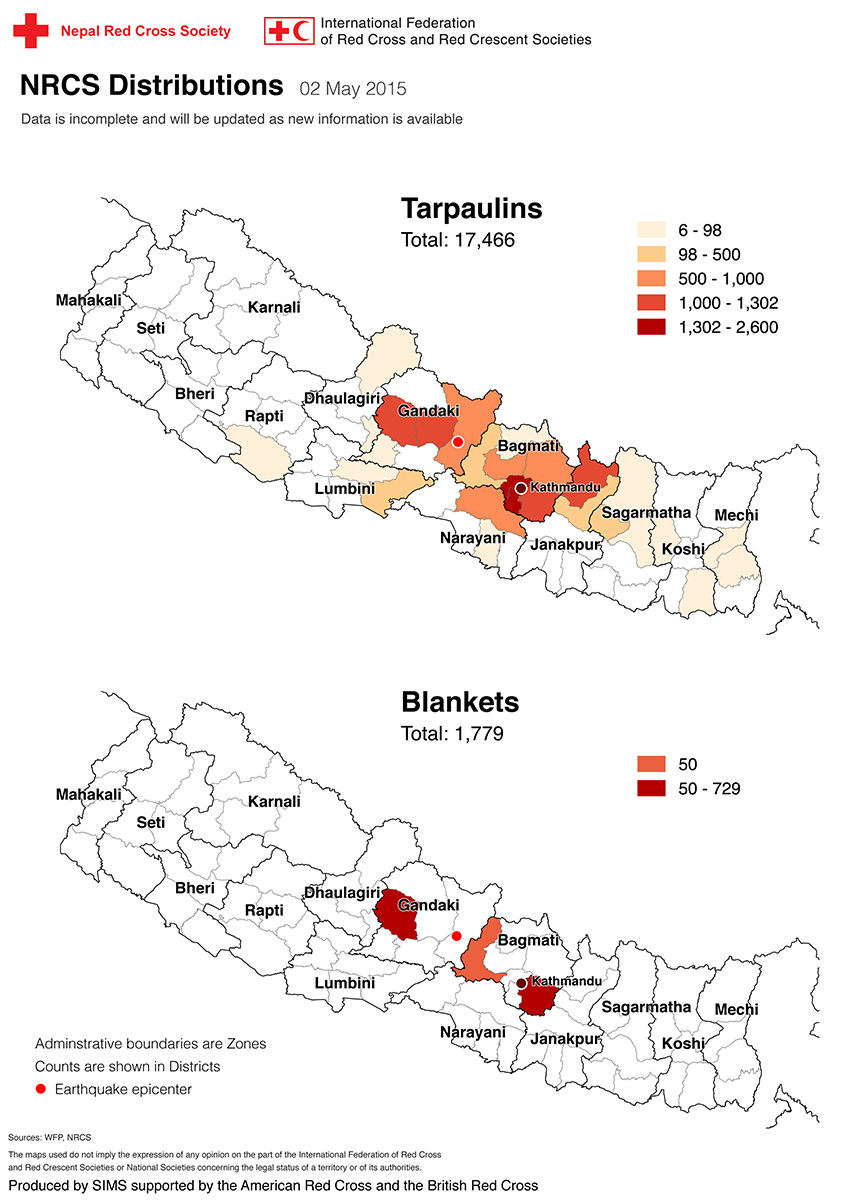 Nepal Red Cross Society
International Federation
of Red Cross and Red Crescent Societies
NRCS Distributions 02 May 2015
Data is incomplete and will be updated as new information is available
Tarpaulins
Total: 17,466
6 - 98
98 - 500
500 - 1,000
1,000 - 1,302
1,302 - 2,600
Mahakali
Karnali
Seti
Bheri
Dhaulagiri
Rapti
Gandaki
Bagmati
Lumbini
Kathmandu
Sagarmatha
Mechi
Narayani
Janakpur
Koshi
Blankets
Total: 1,779
50
50 - 729
Mahakali
Karnali
Seti
Bheri
Dhaulagiri
Rapti
Gandaki
Bagmati
Lumbini
Kathmandu
Sagarmatha
Mechi
Narayani
Janakpur
Koshi
Adminstrative boundaries are Zones
Counts are shown in Districts
Earthquake epicenter
Sources: WFP, NRCS
The maps used do not imply the expression of any opinion on the part of the International Federation of Red Cross
and Red Crescent Societies or National Societies concerning the legal status of a territory or of its authorities.
Produced by SIMS supported by the American Red Cross and the British Red Cross